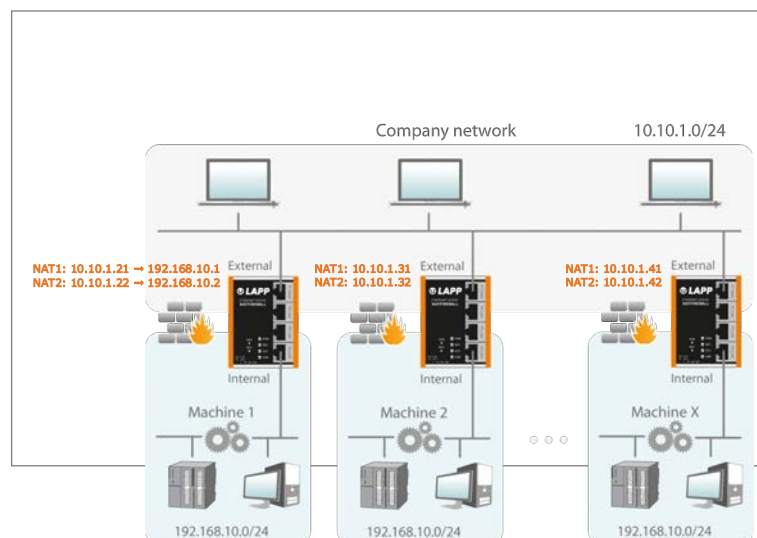 Company network
10.10.1.0/24
NAT1: 10.10.1.21 → 192.168.10.1
NAT2: 10.10.1.22 → 192.168.10.2
External
NAT1: 10.10.1.31
NAT2: 10.10.1.32
External
NAT1: 10.10.1.41
NAT2: 10.10.1.42
External
LAPP
LAPP
LAPP
Internal
Internal
Internal
Machine 1
Machine 2
Machine X
192.168.10.0/24
192.168.10.0/24
192.168.10.0/24